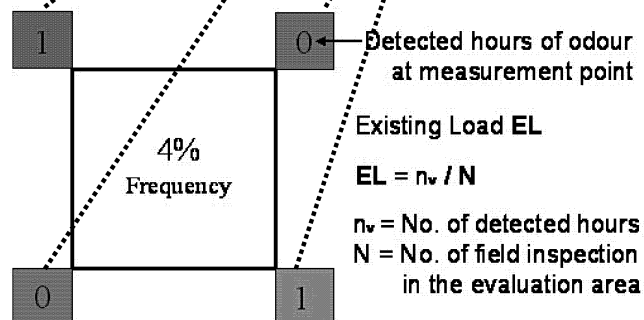 1
0
Detected hours of odour
at measurement point
4%
Frequency
Existing Load EL
EL = nv / N
nv = No. of detected hours
N = No. of field inspection
in the evaluation area
0
1